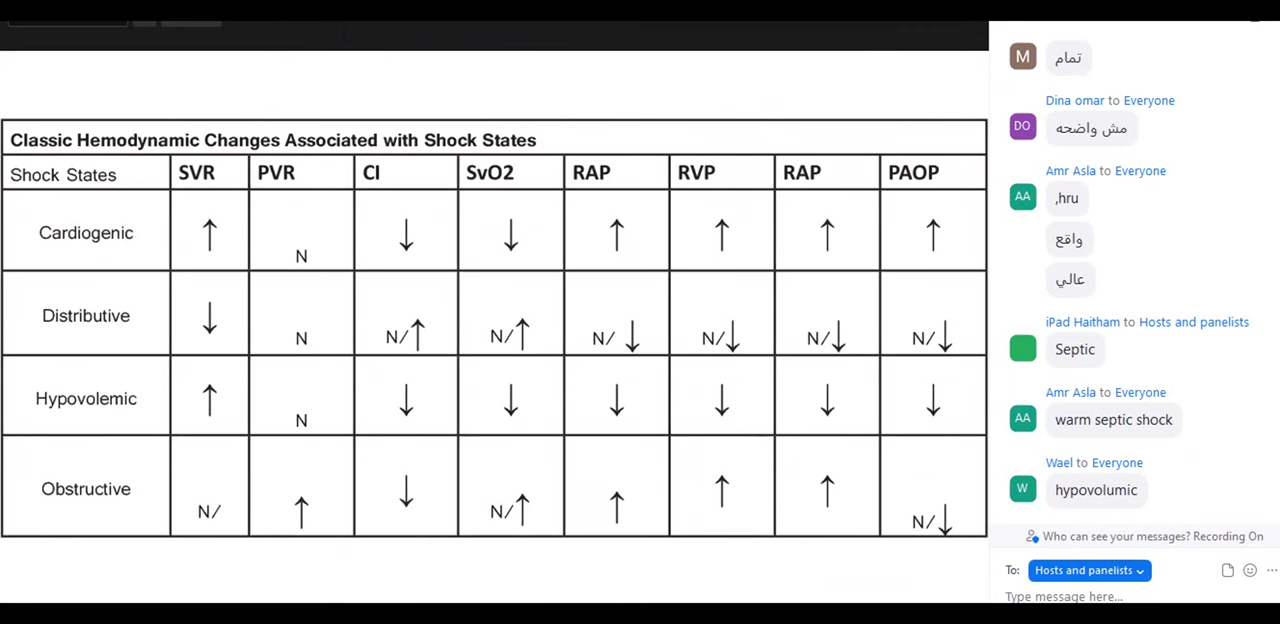 Classic Hemodynamic Changes Associated with Shock States
Shock States SVR PVR CI SvO2 RAP RVP RAP PAOP
Cardiogenic ↑ N ↓ ↓ ↑ ↑ ↑ ↑
Distributive ↓ N N/↑ N/↑ N/↓ N/↓ N/↓ N/↓
Hypovolemic ↑ N ↓ ↓ ↓ ↓ ↓ ↓
Obstructive N/ ↑ ↓ N/↑ ↑ ↑ ↑ N/↓
M تمام
Dina omar to Everyone
DO مش واضحه
Amr Asla to Everyone
AA ,hru
واقع
عالي
iPad Haitham to Hosts and panelists
Septic
Amr Asla to Everyone
AA warm septic shock
Wael to Everyone
W hypovolumic
Who can see your messages? Recording On
To: Hosts and panelists
Type message here...